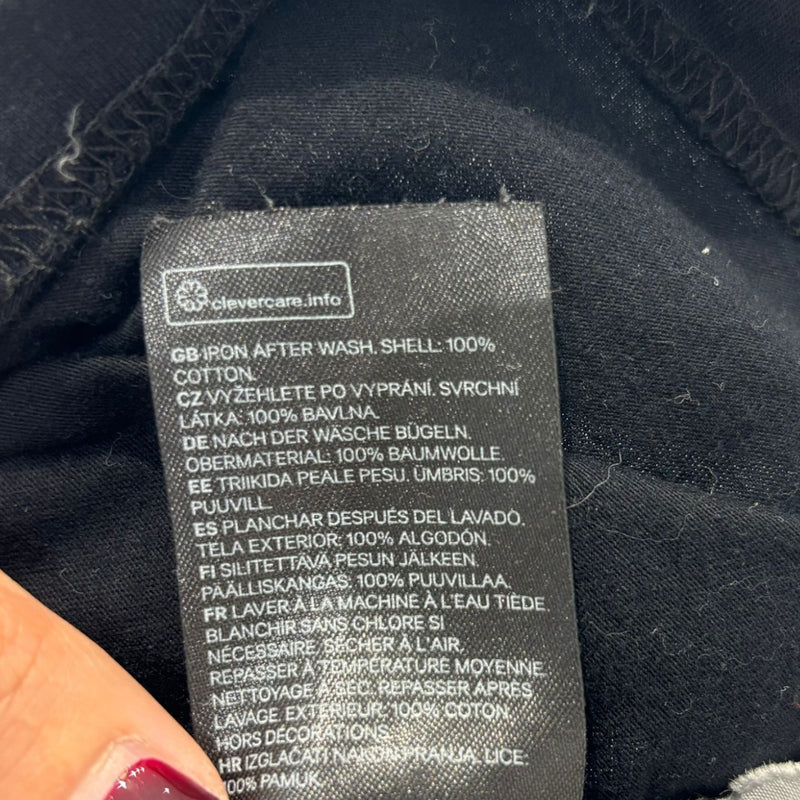 clevercare.info
GB IRON AFTER WASH. SHELL: 100%
COTTON.
CZ VYŽEHLETE PO VYPRÁNÍ. SVRCHNÍ
LÁTKA: 100% BAVLNA.
DE NACH DER WÄSCHE BÜGELN.
OBERMATERIAL: 100% BAUMWOLLE.
EE TRIIKIDA PEALE PESU. ÜMBRIS: 100%
PUUVILL.
ES PLANCHAR DESPUÉS DEL LAVADO.
TELA EXTERIOR: 100% ALGODÓN.
FI SILITETTÄVÄ PESUN JÄLKEEN.
PÄÄLLISKANGAS: 100% PUUVILLAA.
FR LAVER À LA MACHINE À L'EAU TIÈDE.
BLANCHIR SANS CHLORE SI
NÉCESSAIRE. SÉCHER À L'AIR.
REPASSER À TEMPÉRATURE MOYENNE.
NETTOYAGE À SEC. REPASSER APRÈS
LAVAGE. EXTÉRIEUR: 100% COTON
HORS DÉCORATIONS.
HR IZGLAČATI NAKON PRANJA. LICE:
100% PAMUK.